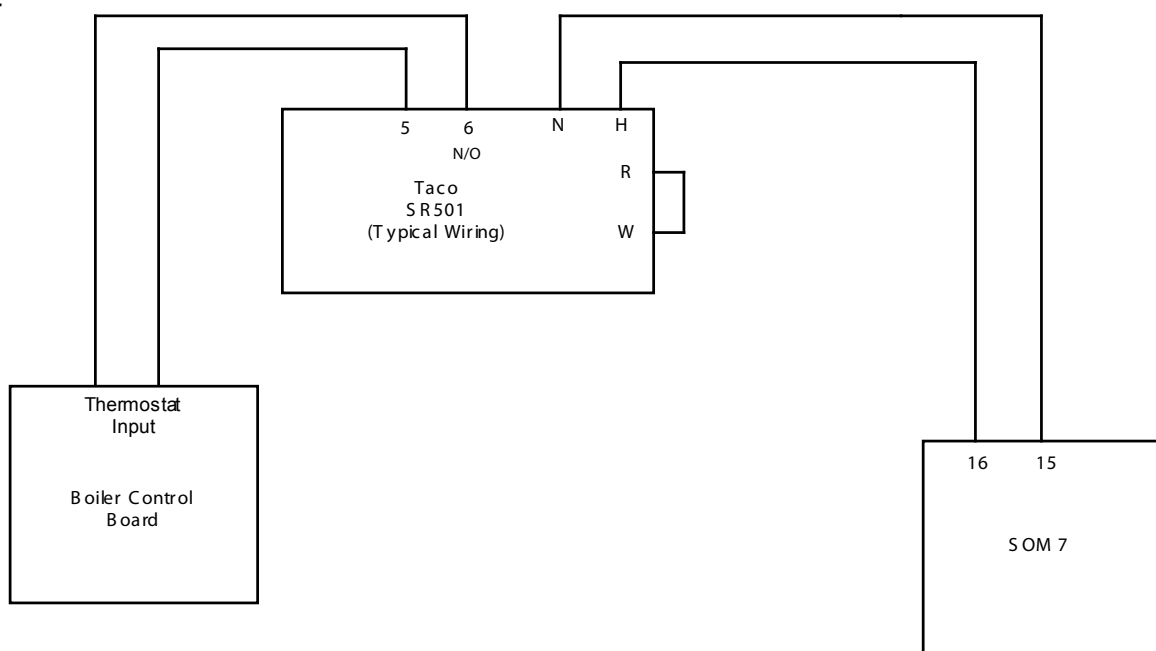 5 6 N H
N/O
R
Taco
SR501
(Typical Wiring)
W
Thermostat
Input
Boiler Control
Board
16 15
SOM 7